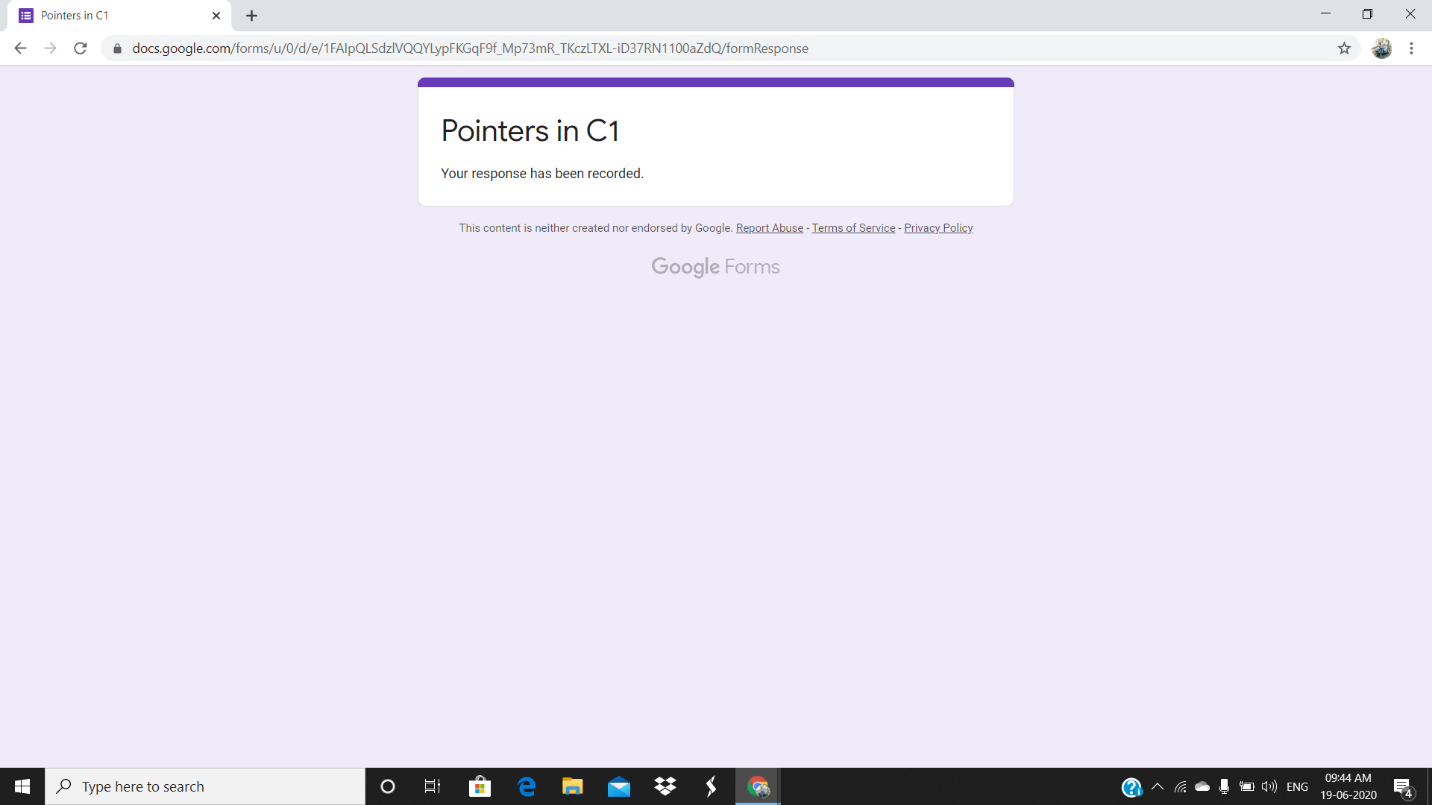 Pointers in C1
docs.google.com/forms/u/0/d/e/1FAIpQLSdzlVQQYLypFKGqF9f_Mp73mR_TKczLTXL-iD37RN1100aZdQ/formResponse
Pointers in C1
Your response has been recorded.
This content is neither created nor endorsed by Google. Report Abuse - Terms of Service - Privacy Policy
Google Forms
Type here to search
ENG
09:44 AM
19-06-2020
4